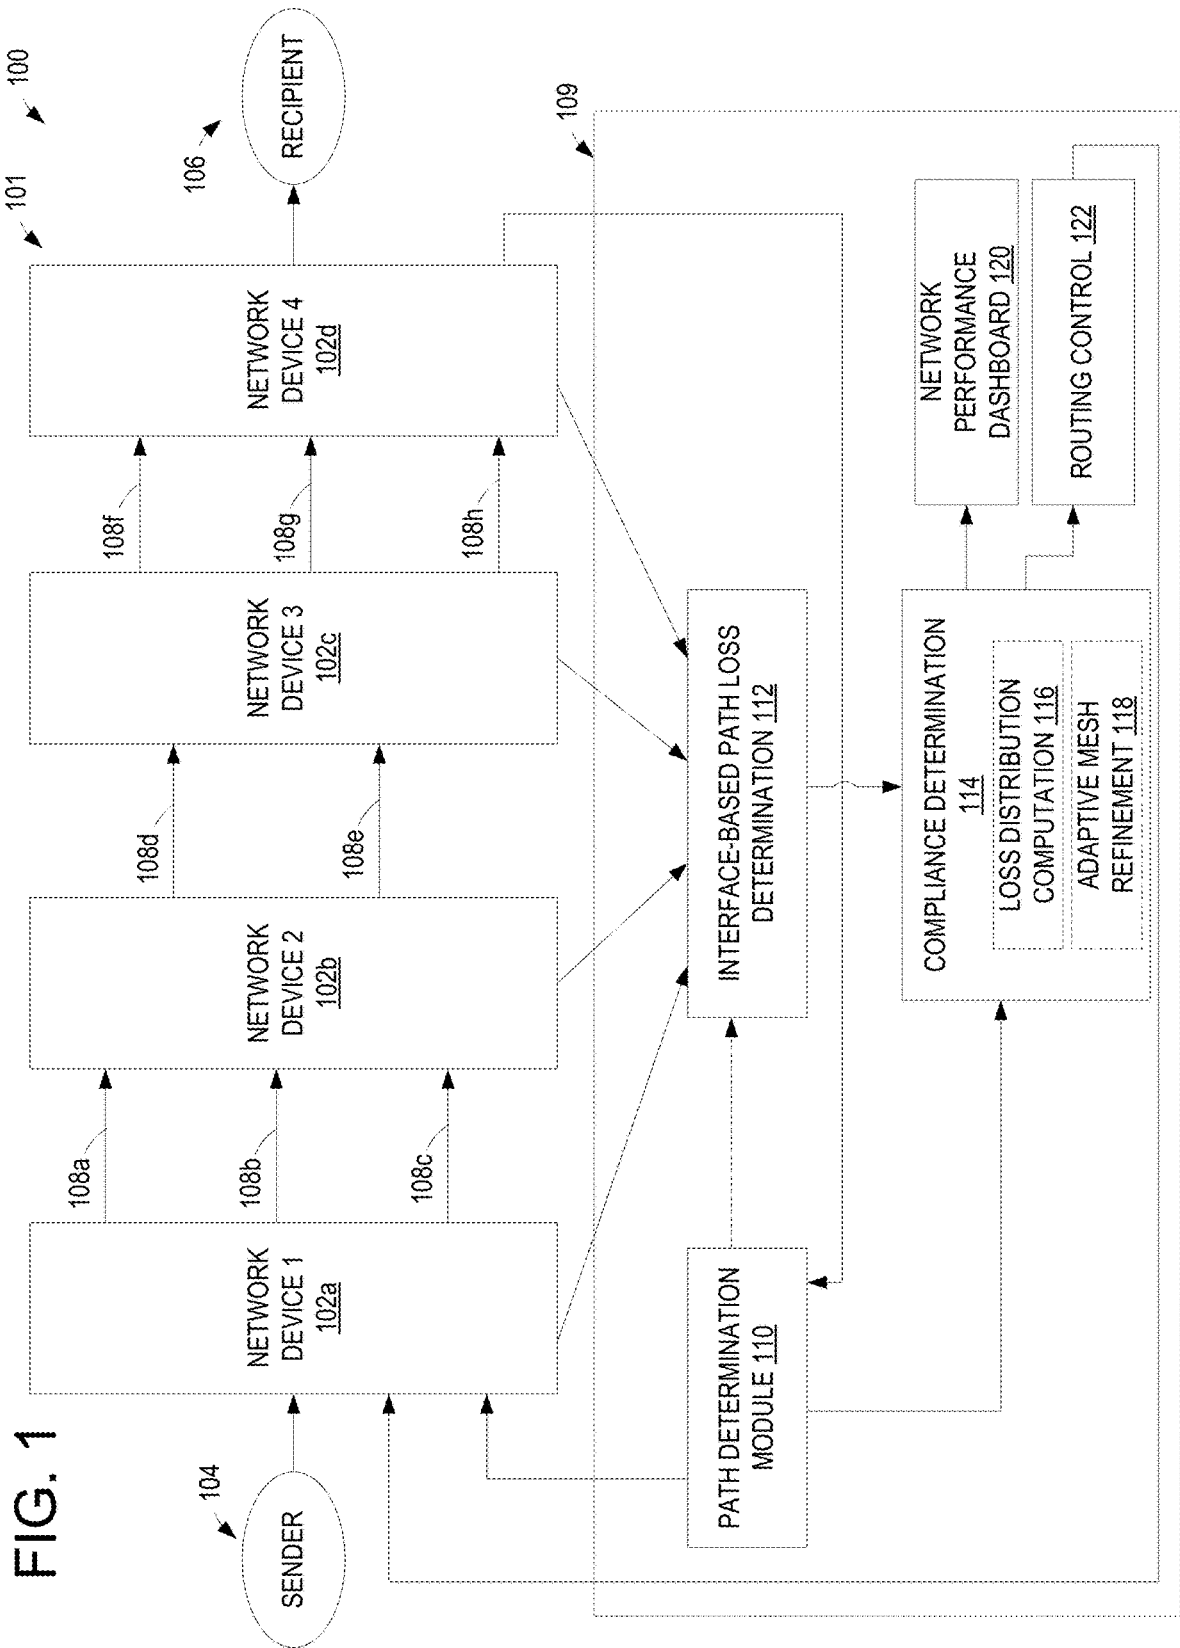 FIG. 1
100
101
SENDER
104
NETWORK
DEVICE 1
102a
108a
108b
108c
NETWORK
DEVICE 2
102b
108d
108e
NETWORK
DEVICE 3
102c
108f
108g
108h
NETWORK
DEVICE 4
102d
RECIPIENT
106
109
PATH DETERMINATION
MODULE 110
INTERFACE-BASED PATH LOSS
DETERMINATION 112
COMPLIANCE DETERMINATION
114
LOSS DISTRIBUTION
COMPUTATION 116
ADAPTIVE MESH
REFINEMENT 118
NETWORK
PERFORMANCE
DASHBOARD 120
ROUTING CONTROL 122